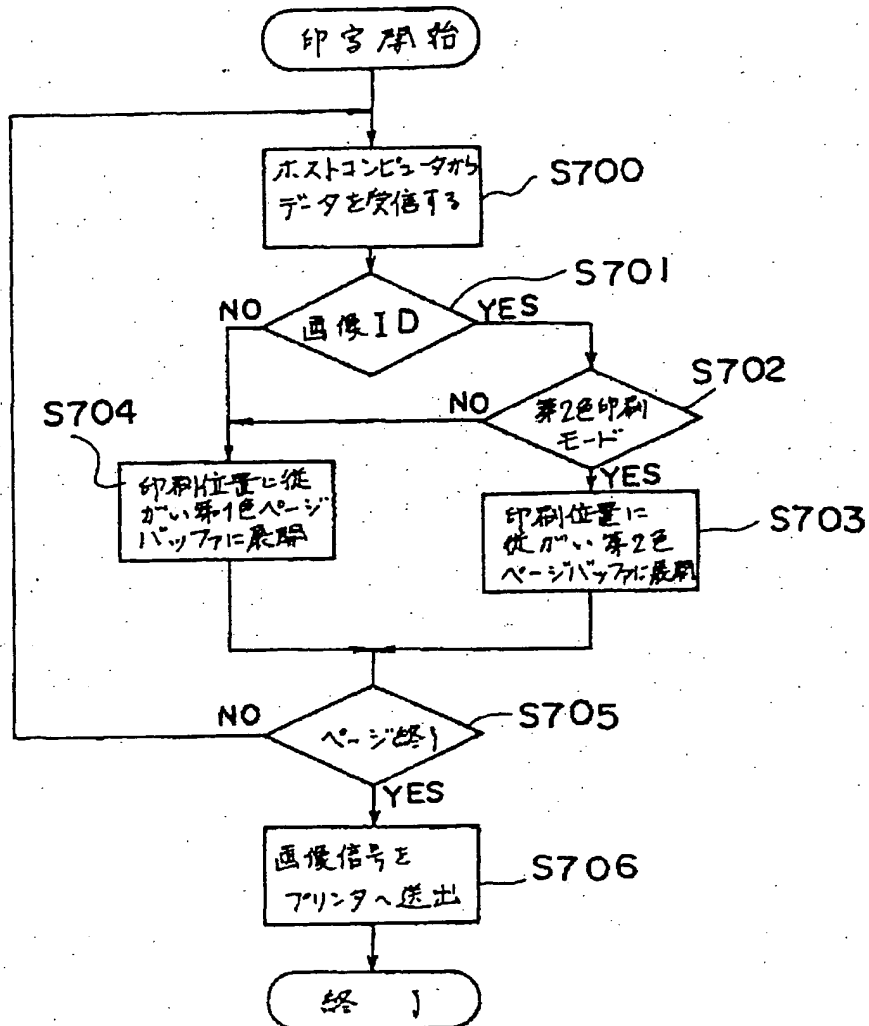 印字開始
ホストコンピュータから
データを受信する
S700
画像ID
S701
NO
YES
第2色印刷
モード
S702
NO
YES
S704
印刷位置に従
がい第1色ページ
バッファに展開
印刷位置に
従がい第2色
ページバッファに展開
S703
ページ終り
S705
NO
YES
画像信号を
プリンタへ送出
S706
終了